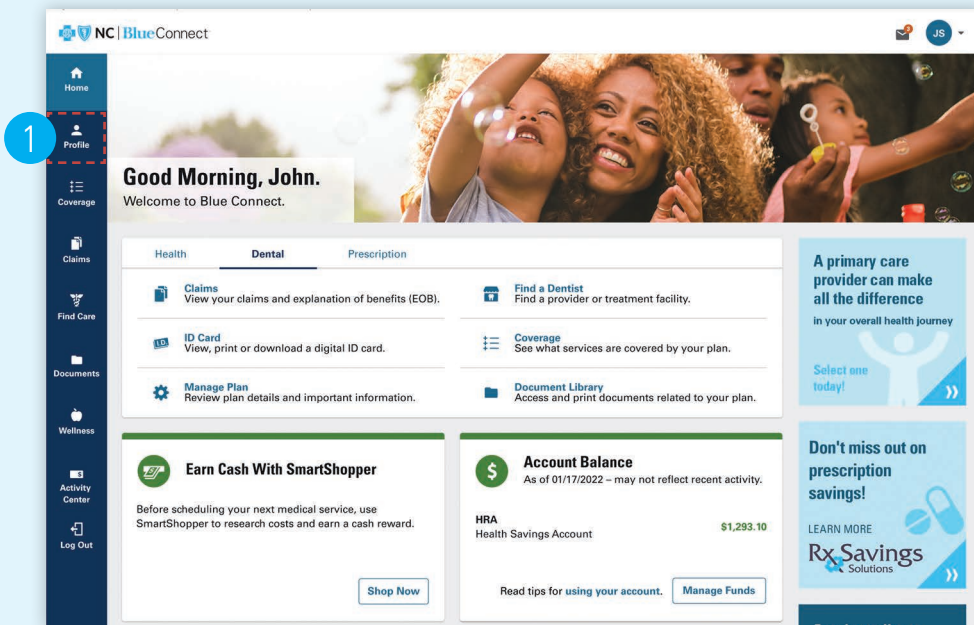 NC BlueConnect
2
JS
Home
1
Profile
Coverage
Claims
Find Care
Documents
Wellness
Activity
Center
Log Out
Good Morning, John.
Welcome to Blue Connect.
Health Dental Prescription
Claims
View your claims and explanation of benefits (EOB).
Find a Dentist
Find a provider or treatment facility.
I.D.
ID Card
View, print or download a digital ID card.
Coverage
See what services are covered by your plan.
Manage Plan
Review plan details and important information.
Document Library
Access and print documents related to your plan.
Earn Cash With SmartShopper
Before scheduling your next medical service, use
SmartShopper to research costs and earn a cash reward.
Shop Now
$
Account Balance
As of 01/17/2022 – may not reflect recent activity.
HRA
Health Savings Account
$1,293.10
Read tips for using your account.
Manage Funds
A primary care
provider can make
all the difference
in your overall health journey
Select one
today!
Don't miss out on
prescription
savings!
LEARN MORE
Rx Savings
Solutions